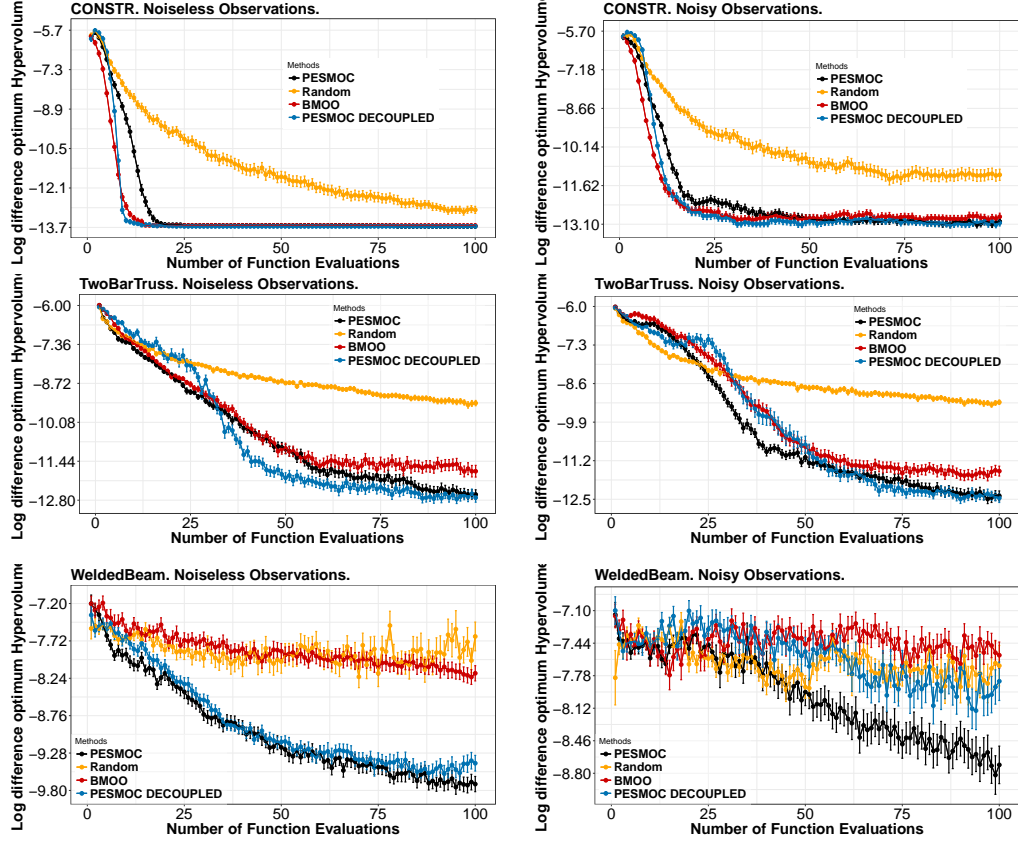 CONSTR. Noiseless Observations.
Log difference optimum Hypervolume
−5.7
−7.3
−8.9
−10.5
−12.1
−13.7
Methods
PESMOC
Random
BMOO
PESMOC DECOUPLED
0
25
50
75
100
Number of Function Evaluations
CONSTR. Noisy Observations.
Log difference optimum Hypervolume
−5.70
−7.18
−8.66
−10.14
−11.62
−13.10
Methods
PESMOC
Random
BMOO
PESMOC DECOUPLED
0
25
50
75
100
Number of Function Evaluations
TwoBarTruss. Noiseless Observations.
Log difference optimum Hypervolume
−6.00
−7.36
−8.72
−10.08
−11.44
−12.80
Methods
PESMOC
Random
BMOO
PESMOC DECOUPLED
0
25
50
75
100
Number of Function Evaluations
TwoBarTruss. Noisy Observations.
Log difference optimum Hypervolume
−6.0
−7.3
−8.6
−9.9
−11.2
−12.5
Methods
PESMOC
Random
BMOO
PESMOC DECOUPLED
0
25
50
75
100
Number of Function Evaluations
WeldedBeam. Noiseless Observations.
Log difference optimum Hypervolume
−7.20
−7.72
−8.24
−8.76
−9.28
−9.80
Methods
PESMOC
Random
BMOO
PESMOC DECOUPLED
0
25
50
75
100
Number of Function Evaluations
WeldedBeam. Noisy Observations.
Log difference optimum Hypervolume
−7.10
−7.44
−7.78
−8.12
−8.46
−8.80
Methods
PESMOC
Random
BMOO
PESMOC DECOUPLED
0
25
50
75
100
Number of Function Evaluations